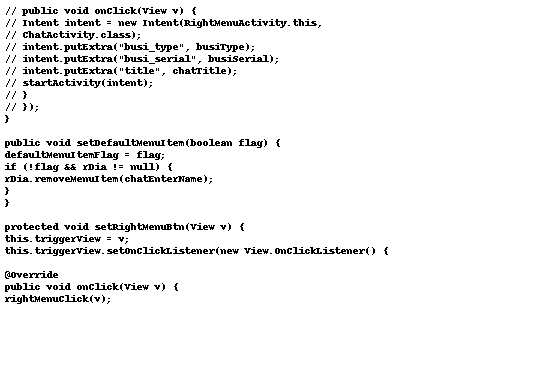 // public void onClick(View v) {
// Intent intent = new Intent(RightMenuActivity.this,
// ChatActivity.class);
// intent.putExtra("busi_type", busiType);
// intent.putExtra("busi_serial", busiSerial);
// intent.putExtra("title", chatTitle);
// startActivity(intent);
// }
// });
}
public void setDefaultMenuItem(boolean flag) {
defaultMenuItemFlag = flag;
if (!flag && rDia != null) {
rDia.removeMenuItem(chatEnterName);
}
}
protected void setRightMenuBtn(View v) {
this.triggerView = v;
this.triggerView.setOnClickListener(new View.OnClickListener() {
@Override
public void onClick(View v) {
rightMenuClick(v);